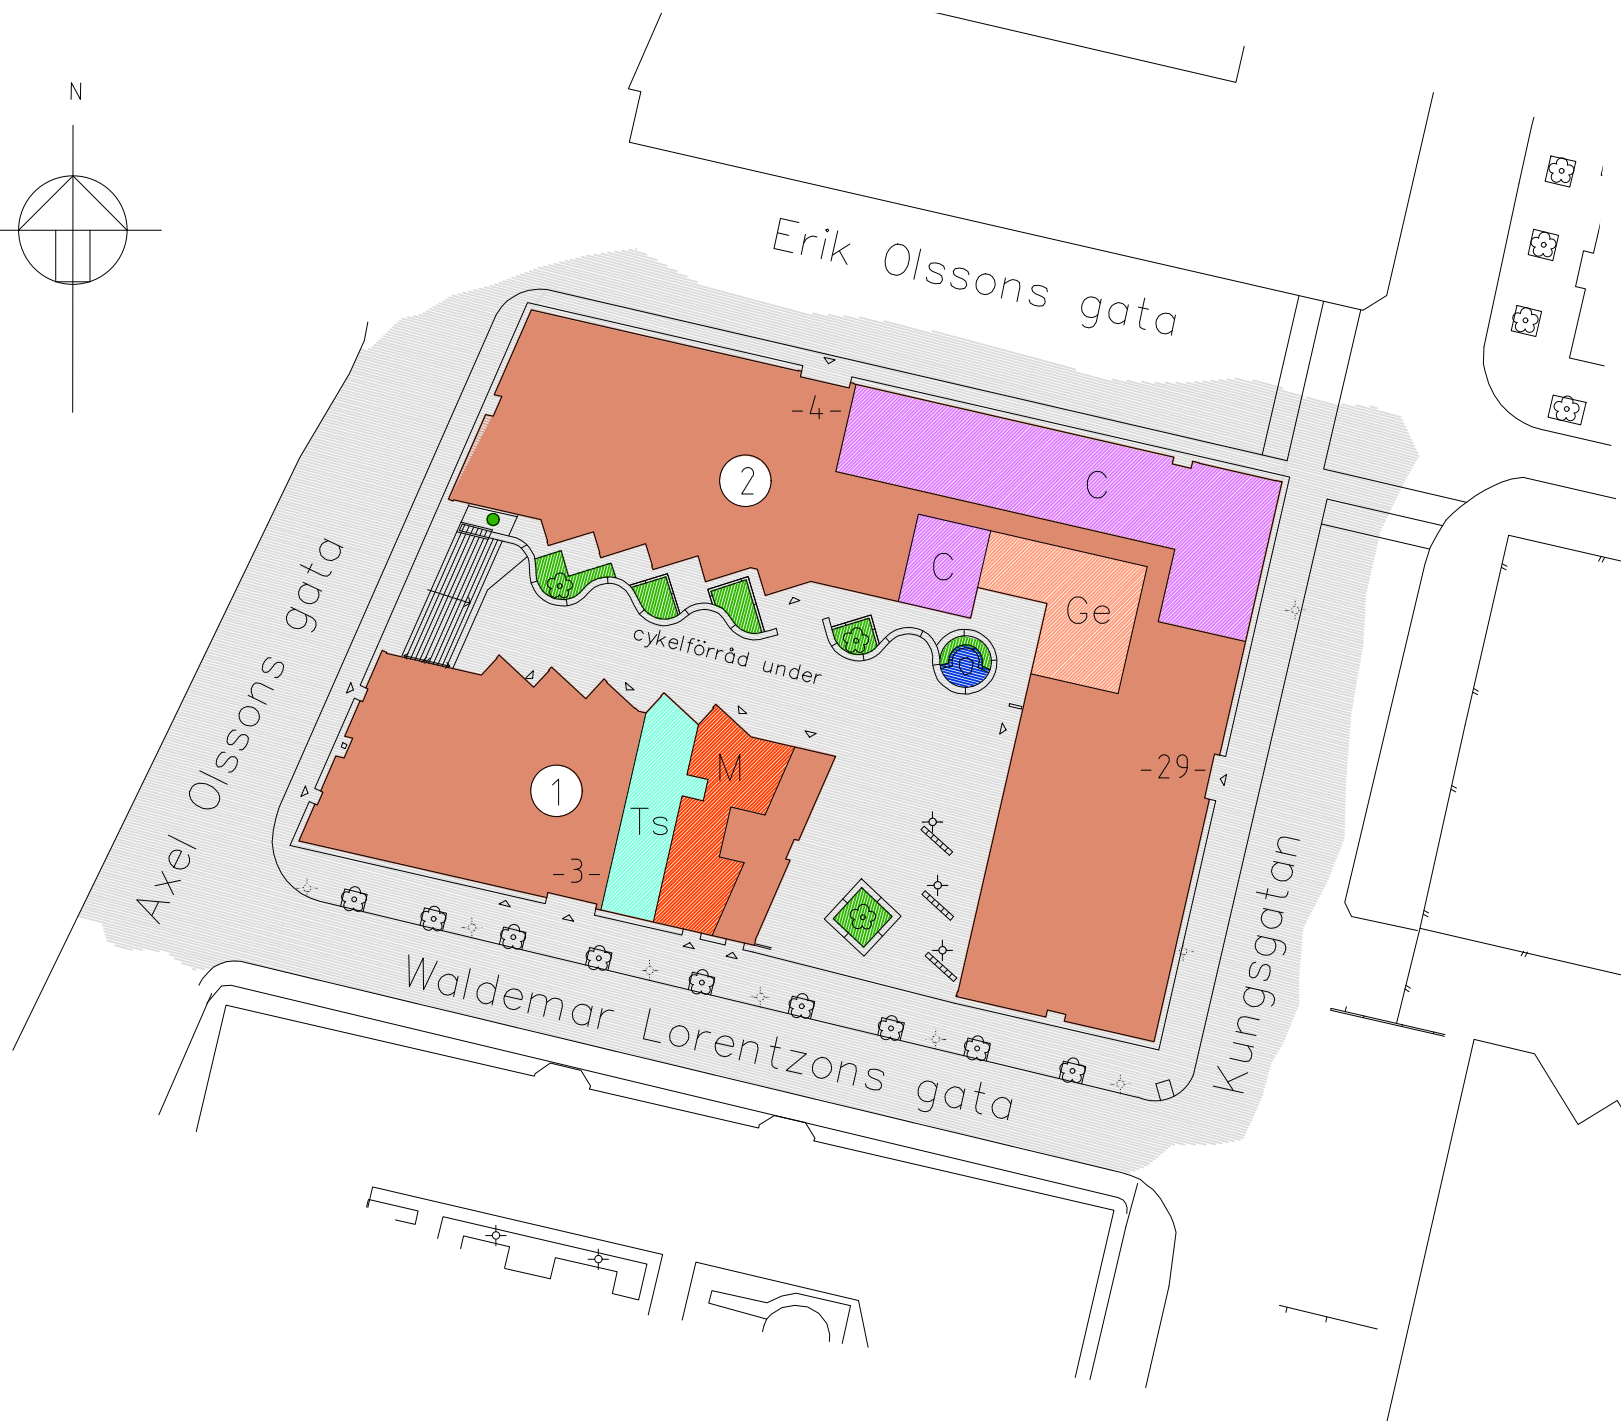 N
Erik Olssons gata
-4-
2
C
C
Ge
cykelförråd under
Axel Olssons gata
M
-29-
1
Ts
-3-
Kungsgatan
Waldemar Lorentzons gata